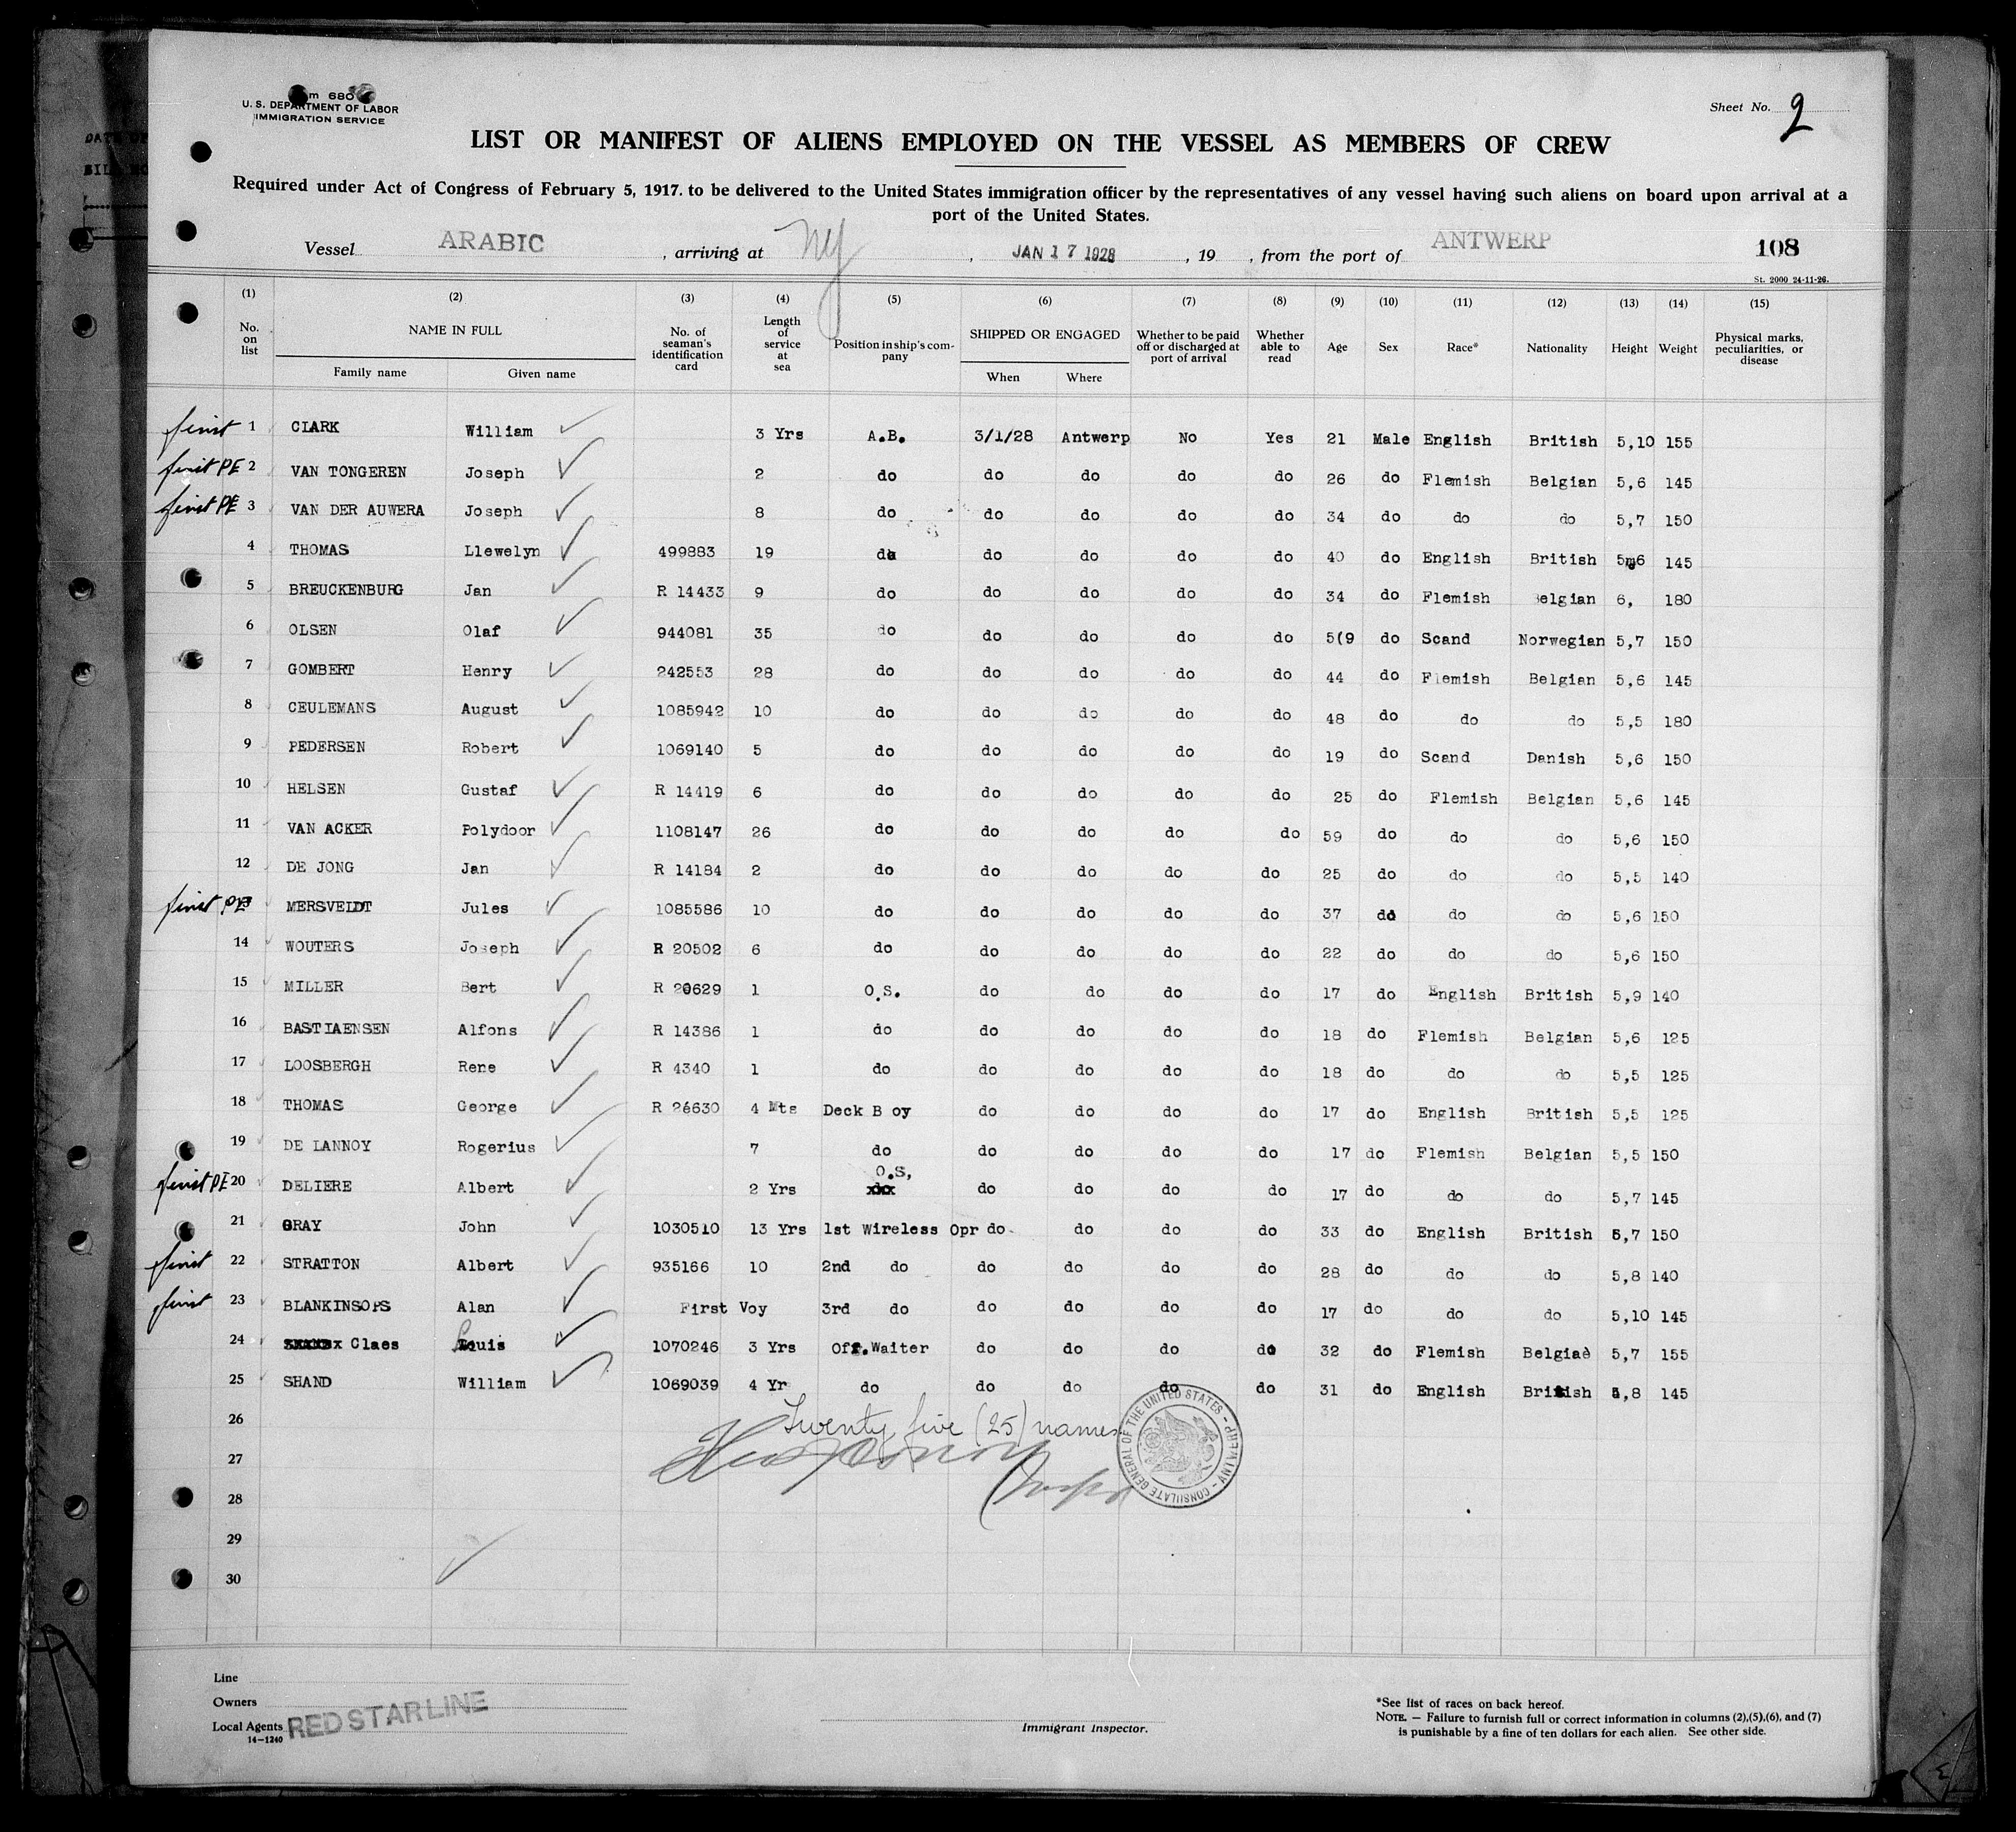 Sheet No. 2
m 680
U. S. DEPARTMENT OF LABOR
IMMIGRATION SERVICE
LIST OR MANIFEST OF ALIENS EMPLOYED ON THE VESSEL AS MEMBERS OF CREW
Required under Act of Congress of February 5, 1917. to be delivered to the United States immigration officer by the representatives of any vessel having such aliens on board upon arrival at a
port of the United States.
Vessel ARABIC , arriving at NY , JAN 17 1928 , 19 , from the port of ANTWERP 108
St. 2000 24-11-26.
(1) (2) (3) (4) (5) (6) (7) (8) (9) (10) (11) (12) (13) (14) (15)
No. on list NAME IN FULL Family name Given name No. of seaman's identification card Length of service at sea Position in ship's company SHIPPED OR ENGAGED When Where Whether to be paid off or discharged at port of arrival Whether able to read Age Sex Race* Nationality Height Weight Physical marks, peculiarities, or disease
first 1 CLARK William 3 Yrs A.B. 3/1/28 Antwerp No Yes 21 Male English British 5,10 155
first PE 2 VAN TONGEREN Joseph 2 do do do do do 26 do Flemish Belgian 5,6 145
first PE 3 VAN DER AUWERA Joseph 8 do do do do do 34 do do do 5,7 150
4 THOMAS Llewelyn 499883 19 do do do do do 40 do English British 5,6 145
5 BREUCKENBURG Jan R 14433 9 do do do do do 34 do Flemish Belgian 6, 180
6 OLSEN Olaf 944081 35 do do do do do 5(9 do Scand Norwegian 5,7 150
7 GOMBERT Henry 242553 28 do do do do do 44 do Flemish Belgian 5,6 145
8 CEULEMANS August 1085942 10 do do do do do 48 do do do 5,5 180
9 PEDERSEN Robert 1069140 5 do do do do do 19 do Scand Danish 5,6 150
10 HELSEN Gustaf R 14419 6 do do do do do 25 do Flemish Belgian 5,6 145
11 VAN ACKER Polydoor 1108147 26 do do do do do 59 do do do 5,6 150
12 DE JONG Jan R 14184 2 do do do do do 25 do do do 5,5 140
first PE MERSVELDT Jules 1085586 10 do do do do do 37 do do do 5,6 150
14 WOUTERS Joseph R 20502 6 do do do do do 22 do do do 5,6 150
15 MILLER Bert R 20629 1 O.S. do do do do 17 do English British 5,9 140
16 BASTIAENSEN Alfons R 14386 1 do do do do do 18 do Flemish Belgian 5,6 125
17 LOOSBERGH Rene R 4340 1 do do do do do 18 do do do 5,5 125
18 THOMAS George R 26630 4 Mts Deck B oy do do do do 17 do English British 5,5 125
19 DE LANNOY Rogerius 7 do do do do do 17 do Flemish Belgian 5,5 150
first PE 20 DELIERE Albert 2 Yrs O.S, do do do do 17 do do do 5,7 145
21 GRAY John 1030510 13 Yrs 1st Wireless Opr do do do do 33 do English British 5,7 150
first 22 STRATTON Albert 935166 10 2nd do do do do do 28 do do do 5,8 140
first 23 BLANKINSOPS Alan First Voy 3rd do do do do do 17 do do do 5,10 145
24 Claes Louis 1070246 3 Yrs Off.Waiter do do do do 32 do Flemish Belgian 5,7 155
25 SHAND William 1069039 4 Yr do do do do do 31 do English British 5,8 145
26
Twenty five (25) names
27
28
29
30
CONSULATE GENERAL OF THE UNITED STATES - ANTWERP -
Line
Owners
Local Agents RED STAR LINE
14-1240
Immigrant Inspector.
*See list of races on back hereof.
NOTE. — Failure to furnish full or correct information in columns (2),(5),(6), and (7)
is punishable by a fine of ten dollars for each alien. See other side.